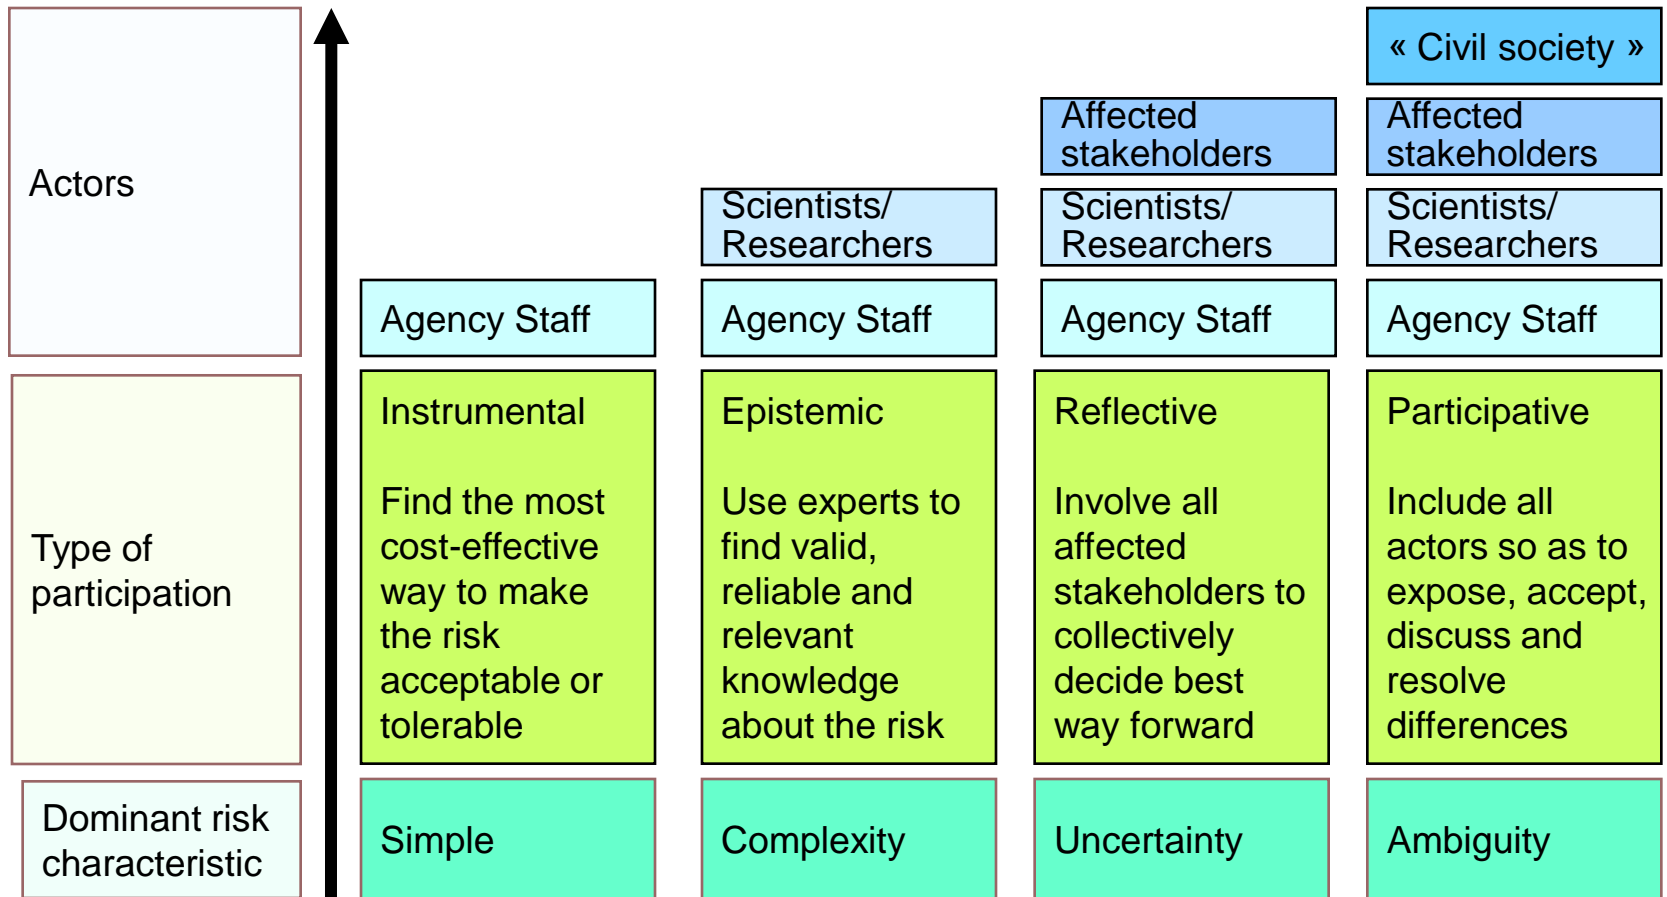 Actors
« Civil society »
Affected
stakeholders
Affected
stakeholders
Scientists/
Researchers
Scientists/
Researchers
Scientists/
Researchers
Agency Staff
Agency Staff
Agency Staff
Agency Staff
Type of
participation
Instrumental
Find the most
cost-effective
way to make
the risk
acceptable or
tolerable
Epistemic
Use experts to
find valid,
reliable and
relevant
knowledge
about the risk
Reflective
Involve all
affected
stakeholders to
collectively
decide best
way forward
Participative
Include all
actors so as to
expose, accept,
discuss and
resolve
differences
Dominant risk
characteristic
Simple
Complexity
Uncertainty
Ambiguity